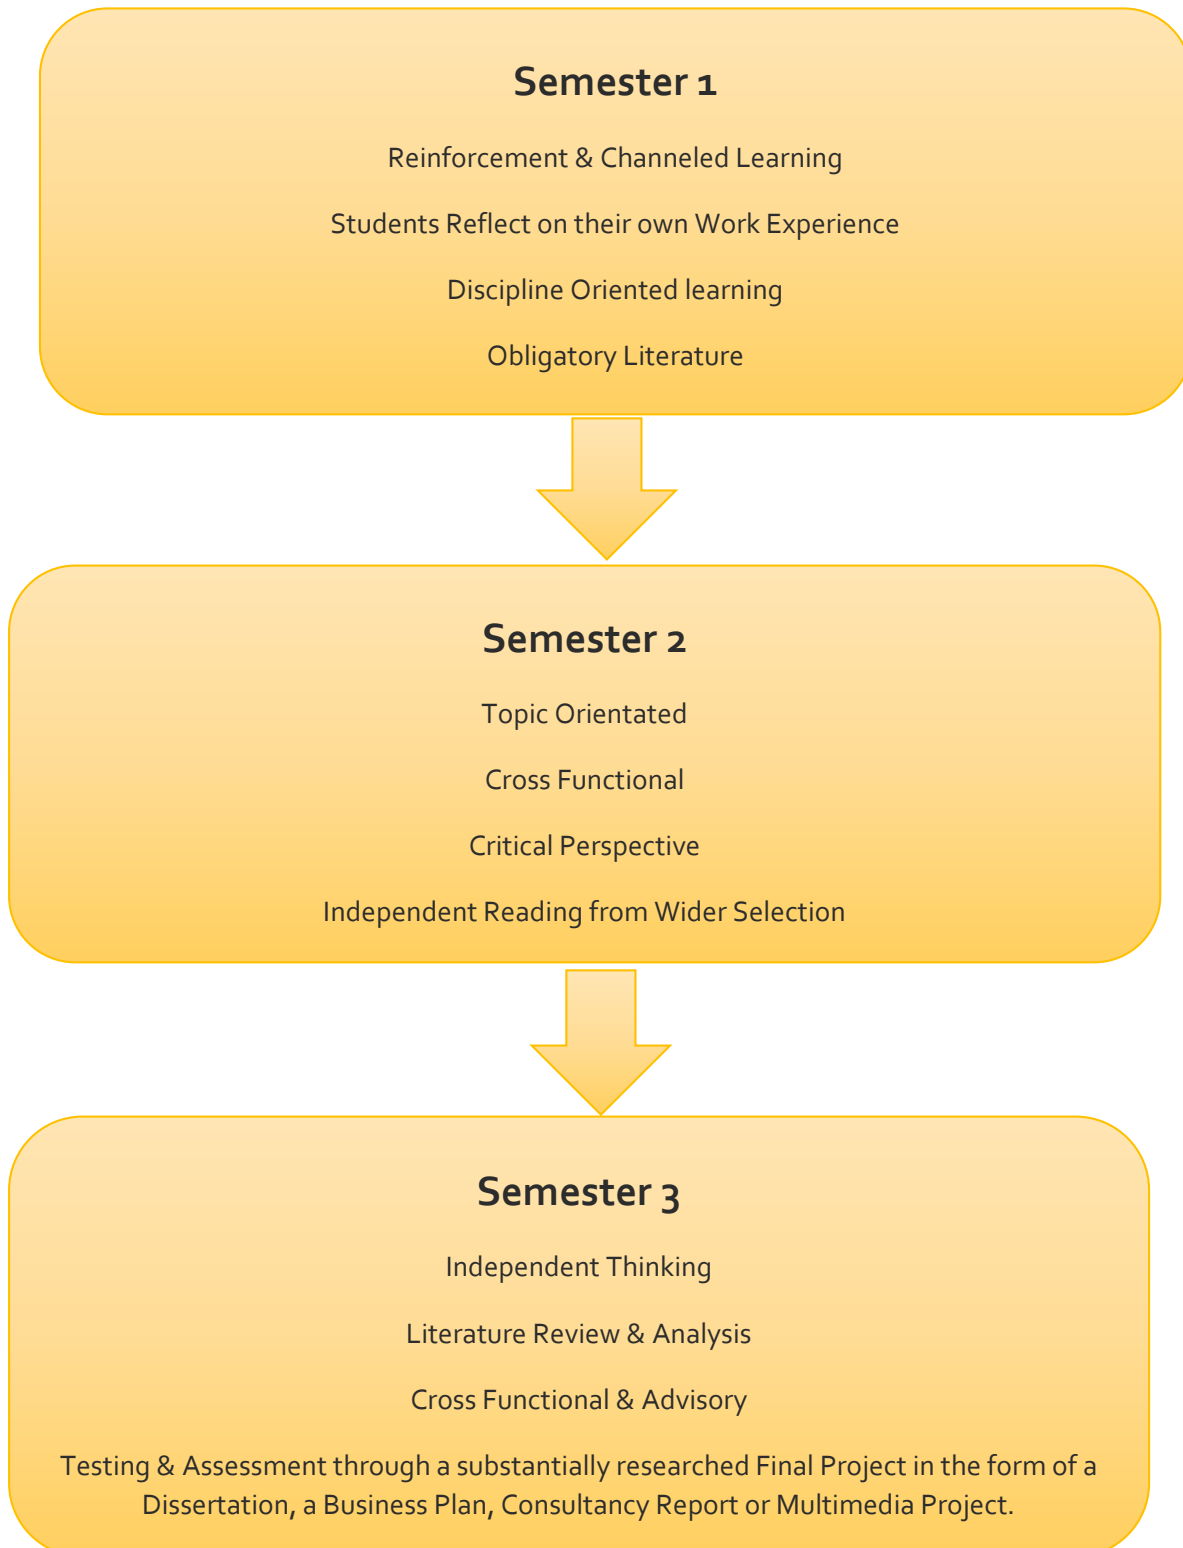 Semester 1
Reinforcement & Channeled Learning
Students Reflect on their own Work Experience
Discipline Oriented learning
Obligatory Literature
Semester 2
Topic Orientated
Cross Functional
Critical Perspective
Independent Reading from Wider Selection
Semester 3
Independent Thinking
Literature Review & Analysis
Cross Functional & Advisory
Testing & Assessment through a substantially researched Final Project in the form of a
Dissertation, a Business Plan, Consultancy Report or Multimedia Project.